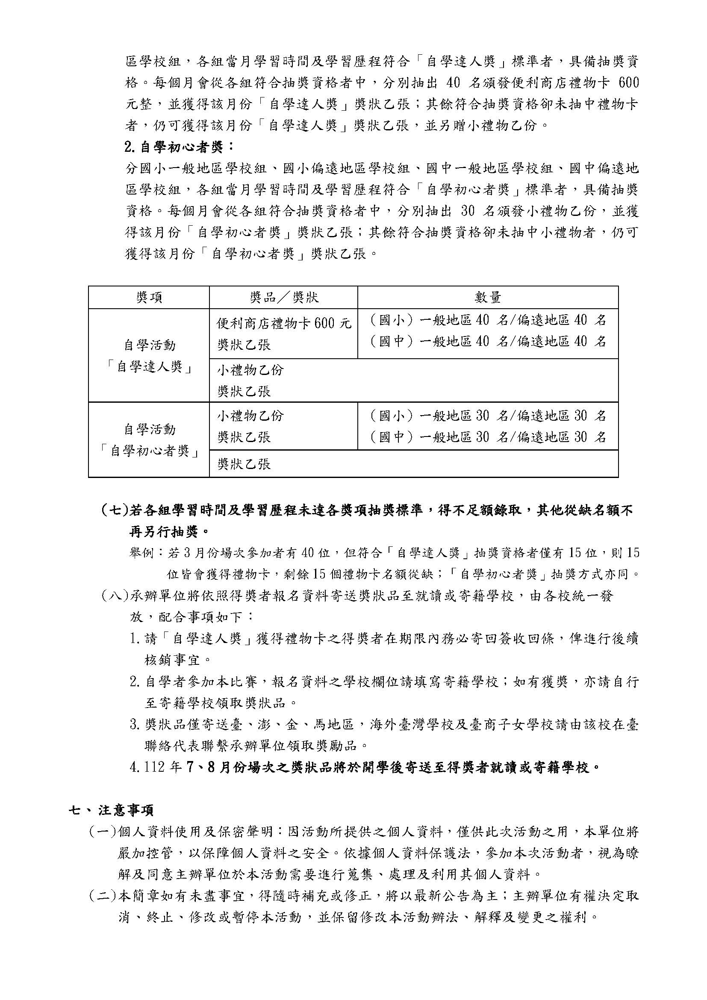 區學校組，各組當月學習時間及學習歷程符合「自學達人獎」標準者，具備抽獎資
格。每個月會從各組符合抽獎資格者中，分別抽出 40 名頒發便利商店禮物卡 600
元整，並獲得該月份「自學達人獎」獎狀乙張；其餘符合抽獎資格卻未抽中禮物卡
者，仍可獲得該月份「自學達人獎」獎狀乙張，並另贈小禮物乙份。
2.自學初心者獎：
分國小一般地區學校組、國小偏遠地區學校組、國中一般地區學校組、國中偏遠地
區學校組，各組當月學習時間及學習歷程符合「自學初心者獎」標準者，具備抽獎
資格。每個月會從各組符合抽獎資格者中，分別抽出 30 名頒發小禮物乙份，並獲
得該月份「自學初心者獎」獎狀乙張；其餘符合抽獎資格卻未抽中小禮物者，仍可
獲得該月份「自學初心者獎」獎狀乙張。
獎項 獎品／獎狀 數量
自學活動
「自學達人獎」
便利商店禮物卡 600 元
獎狀乙張
（國小）一般地區 40 名/偏遠地區 40 名
（國中）一般地區 40 名/偏遠地區 40 名
小禮物乙份
獎狀乙張
自學活動
「自學初心者獎」
小禮物乙份
獎狀乙張
（國小）一般地區 30 名/偏遠地區 30 名
（國中）一般地區 30 名/偏遠地區 30 名
獎狀乙張
(七)若各組學習時間及學習歷程未達各獎項抽獎標準，得不足額錄取，其他從缺名額不
再另行抽獎。
舉例：若 3 月份場次參加者有 40 位，但符合「自學達人獎」抽獎資格者僅有 15 位，則 15
位皆會獲得禮物卡，剩餘 15 個禮物卡名額從缺；「自學初心者獎」抽獎方式亦同。
(八)承辦單位將依照得獎者報名資料寄送獎狀品至就讀或寄籍學校，由各校統一發
放，配合事項如下：
1.請「自學達人獎」獲得禮物卡之得獎者在期限內務必寄回簽收回條，俾進行後續
核銷事宜。
2.自學者參加本比賽，報名資料之學校欄位請填寫寄籍學校；如有獲獎，亦請自行
至寄籍學校領取獎狀品。
3.獎狀品僅寄送臺、澎、金、馬地區，海外臺灣學校及臺商子女學校請由該校在臺
聯絡代表聯繫承辦單位領取獎勵品。
4.112 年 7、8 月份場次之獎狀品將於開學後寄送至得獎者就讀或寄籍學校。
七、注意事項
(一)個人資料使用及保密聲明：因活動所提供之個人資料，僅供此次活動之用，本單位將
嚴加控管，以保障個人資料之安全。依據個人資料保護法，參加本次活動者，視為瞭
解及同意主辦單位於本活動需要進行蒐集、處理及利用其個人資料。
(二)本簡章如有未盡事宜，得隨時補充或修正，將以最新公告為主；主辦單位有權決定取
消、終止、修改或暫停本活動，並保留修改本活動辦法、解釋及變更之權利。